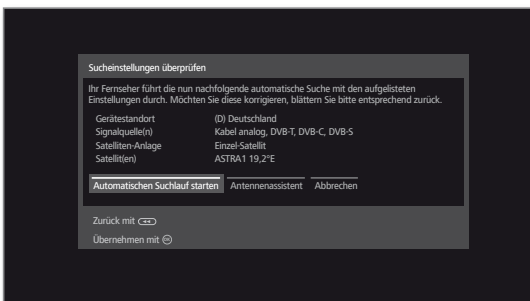 Sucheinstellungen überprüfen
Ihr Fernseher führt die nun nachfolgende automatische Suche mit den aufgelisteten
Einstellungen durch. Möchten Sie diese korrigieren, blättern Sie bitte entsprechend zurück.
Gerätestandort (D) Deutschland
Signalquelle(n) Kabel analog, DVB-T, DVB-C, DVB-S
Satelliten-Anlage Einzel-Satellit
Satellit(en) ASTRA1 19,2°E
Automatischen Suchlauf starten Antennenassistent Abbrechen
Zurück mit
Übernehmen mit OK